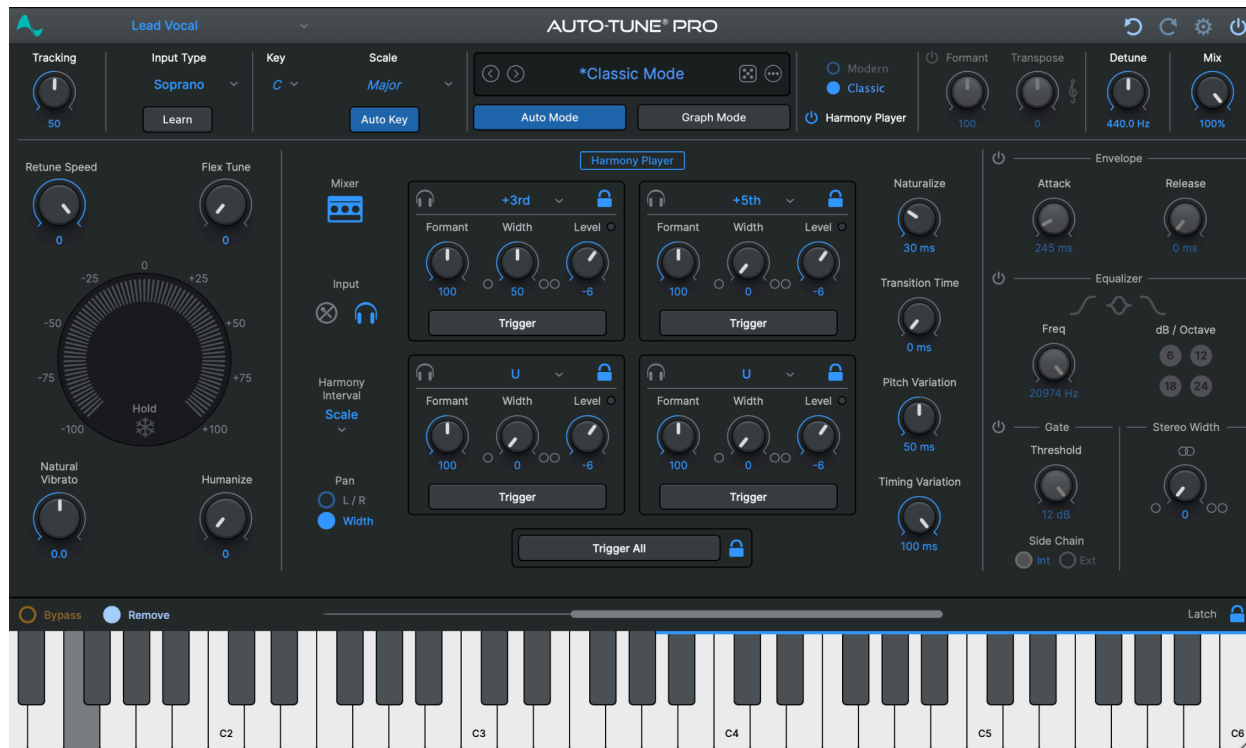 Lead Vocal
AUTO-TUNE® PRO
Tracking
50
Input Type
Soprano
Learn
Key
C
Scale
Major
Auto Key
*Classic Mode
Auto Mode
Graph Mode
Modern
Classic
Harmony Player
Formant
100
Transpose
0
Detune
440.0 Hz
Mix
100%
Retune Speed
0
Flex Tune
0
0
-25
+25
-50
+50
-75
+75
-100
+100
Hold
Natural
Vibrato
0.0
Humanize
0
Harmony Player
Mixer
Input
Harmony
Interval
Scale
Pan
L / R
Width
+3rd
Formant Width Level
100 50 -6
Trigger
+5th
Formant Width Level
100 0 -6
Trigger
U
Formant Width Level
100 0 -6
Trigger
U
Formant Width Level
100 0 -6
Trigger
Trigger All
Naturalize
30 ms
Transition Time
0 ms
Pitch Variation
50 ms
Timing Variation
100 ms
Envelope
Attack
245 ms
Release
0 ms
Equalizer
Freq
20974 Hz
dB / Octave
6 12
18 24
Gate
Threshold
12 dB
Side Chain
Int Ext
Stereo Width
0
Bypass
Remove
Latch
C2 C3 C4 C5 C6